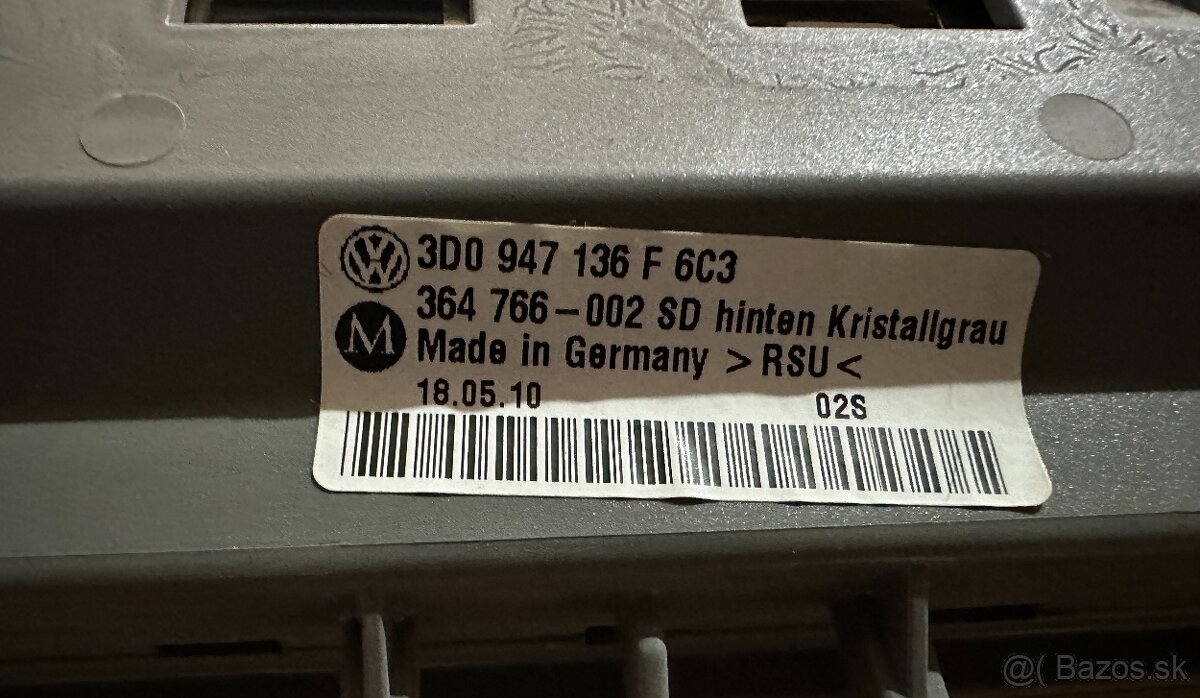 3D0 947 136 F 6C3
364 766-002 SD hinten Kristallgrau
M Made in Germany >RSU<
18.05.10 02S
@( Bazos.sk